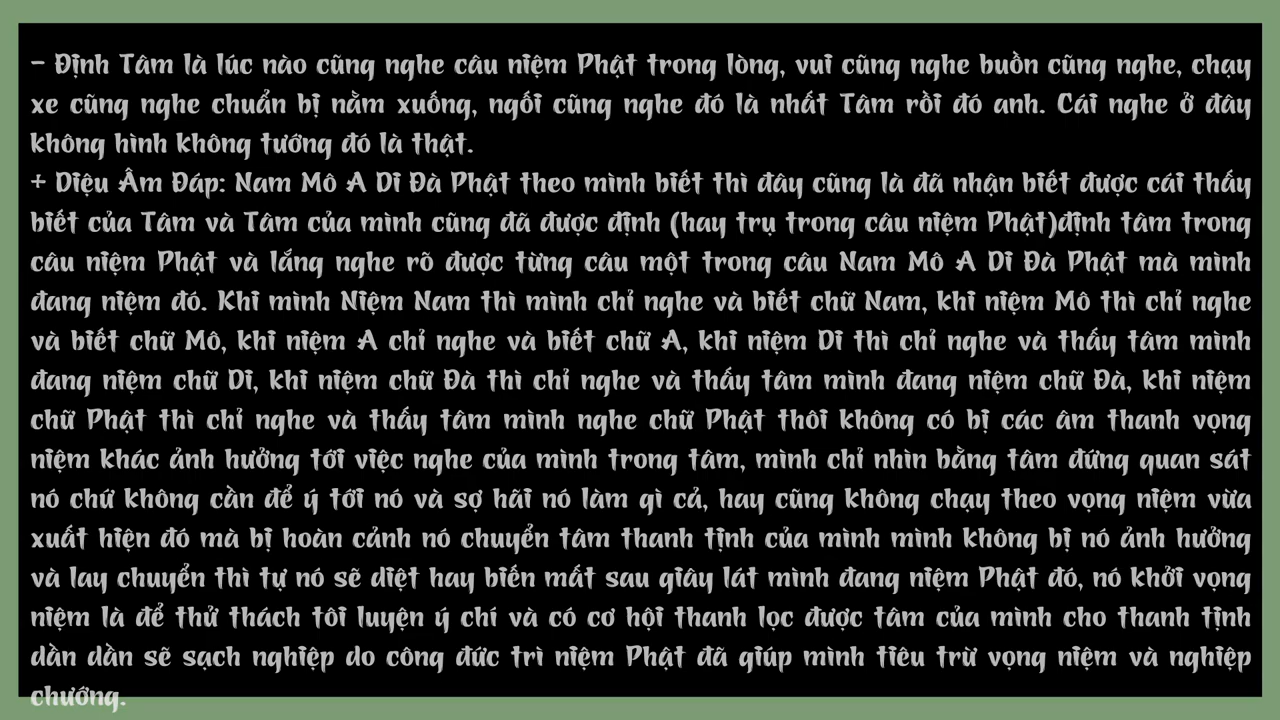 – Định Tâm là lúc nào cũng nghe câu niệm Phật trong lòng, vui cũng nghe buồn cũng nghe, chạy
xe cũng nghe chuẩn bị nằm xuống, ngối cũng nghe đó là nhất Tâm rồi đó anh. Cái nghe ở đây
không hình không tướng đó là thật.
+ Diệu Âm Đáp: Nam Mô A Di Đà Phật theo mình biết thì đây cũng là đã nhận biết được cái thấy
biết của Tâm và Tâm của mình cũng đã được định (hay trụ trong câu niệm Phật)định tâm trong
câu niệm Phật và lắng nghe rõ được từng câu một trong câu Nam Mô A Di Đà Phật mà mình
đang niệm đó. Khi mình Niệm Nam thì mình chỉ nghe và biết chữ Nam, khi niệm Mô thì chỉ nghe
và biết chữ Mô, khi niệm A chỉ nghe và biết chữ A, khi niệm Di thì chỉ nghe và thấy tâm mình
đang niệm chữ Di, khi niệm chữ Đà thì chỉ nghe và thấy tâm mình đang niệm chữ Đà, khi niệm
chữ Phật thì chỉ nghe và thấy tâm mình nghe chữ Phật thôi không có bị các âm thanh vọng
niệm khác ảnh hưởng tới việc nghe của mình trong tâm, mình chỉ nhìn bằng tâm đứng quan sát
nó chứ không cần để ý tới nó và sợ hãi nó làm gì cả, hay cũng không chạy theo vọng niệm vừa
xuất hiện đó mà bị hoàn cảnh nó chuyển tâm thanh tịnh của mình mình không bị nó ảnh hưởng
và lay chuyển thì tự nó sẽ diệt hay biến mất sau giây lát mình đang niệm Phật đó, nó khởi vọng
niệm là để thử thách tôi luyện ý chí và có cơ hội thanh lọc được tâm của mình cho thanh tịnh
dần dần sẽ sạch nghiệp do công đức trì niệm Phật đã giúp mình tiêu trừ vọng niệm và nghiệp
chướng.